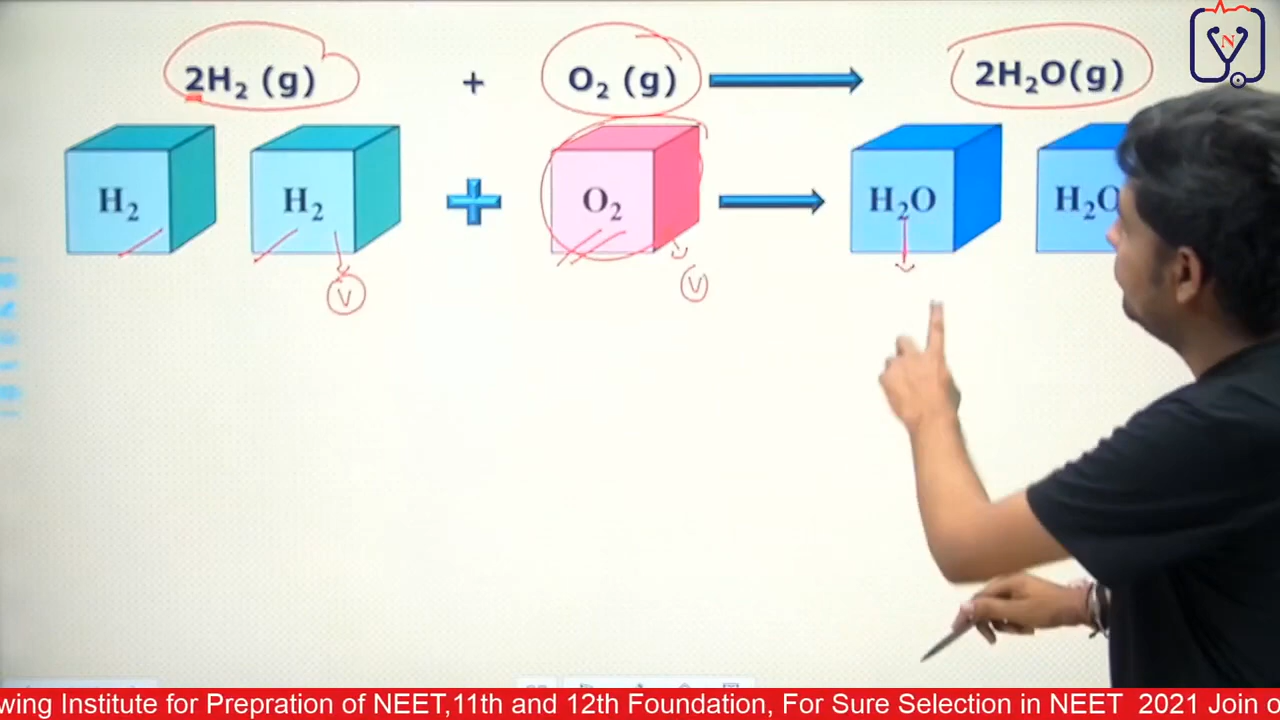 2H₂ (g) + O₂ (g) 2H₂O(g)
H₂ H₂ + O₂ H₂O H₂O
V V
N
wing Institute for Prepration of NEET,11th and 12th Foundation, For Sure Selection in NEET 2021 Join